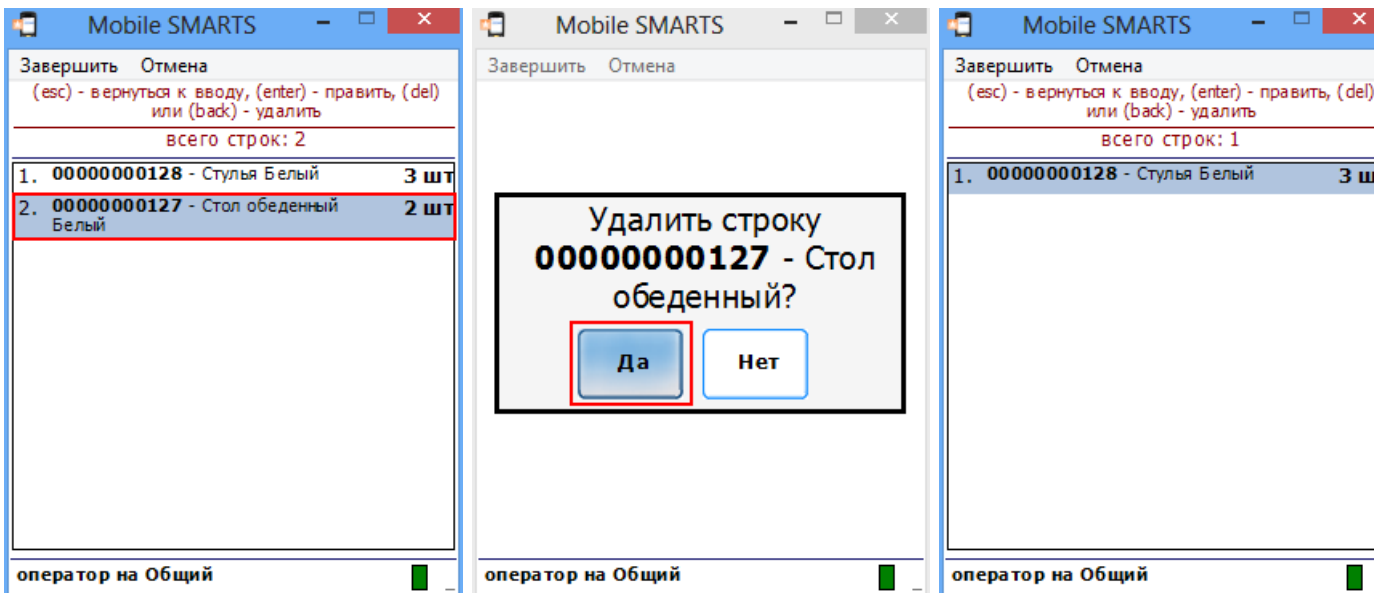 Mobile SMARTS
Завершить Отмена
(esc) - вернуться к вводу, (enter) - править, (del)
или (back) - удалить
всего строк: 2
1. 00000000128 - Стулья Белый 3 шт
2. 00000000127 - Стол обеденный 2 шт
Белый
оператор на Общий
Mobile SMARTS
Завершить Отмена
Удалить строку
00000000127 - Стол
обеденный?
Да Нет
оператор на Общий
Mobile SMARTS
Завершить Отмена
(esc) - вернуться к вводу, (enter) - править, (del)
или (back) - удалить
всего строк: 1
1. 00000000128 - Стулья Белый 3 ш
оператор на Общий